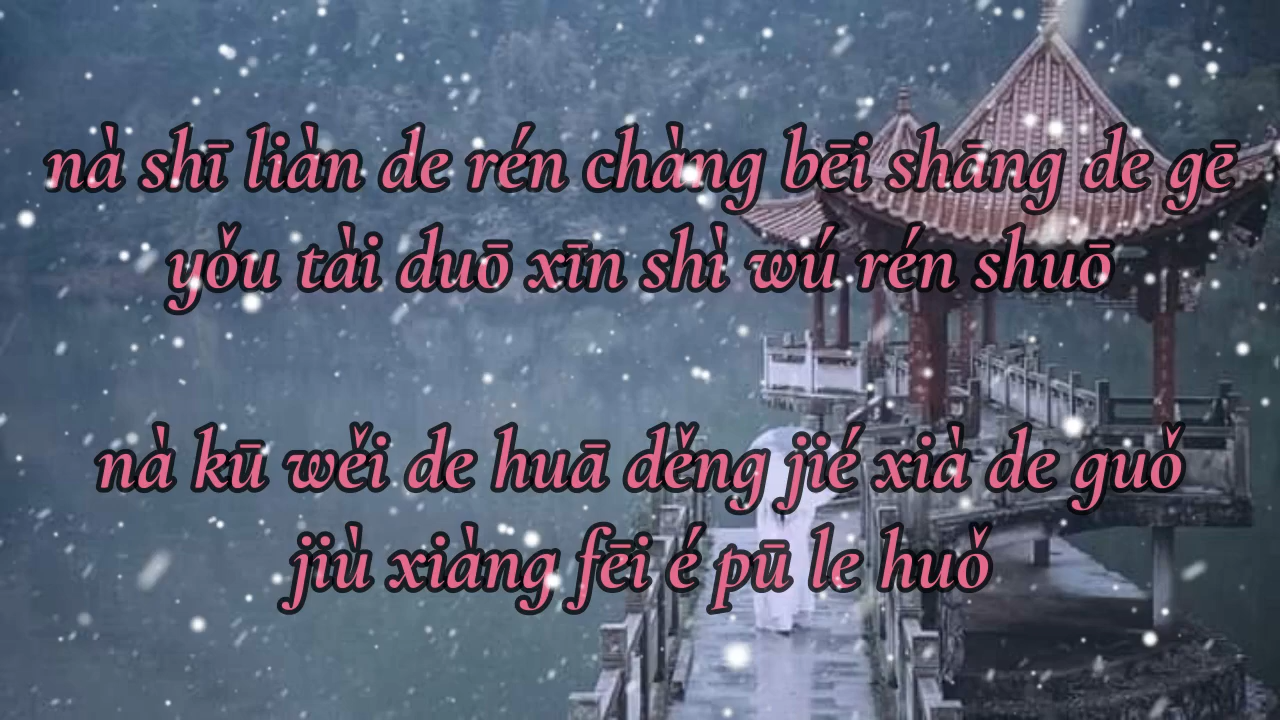 nà shī liàn de rén chàng bēi shāng de gē
yǒu tài duō xīn shì wú rén shuō
nà kū wěi de huā děng jié xià de guǒ
jiù xiàng fēi é pū le huǒ